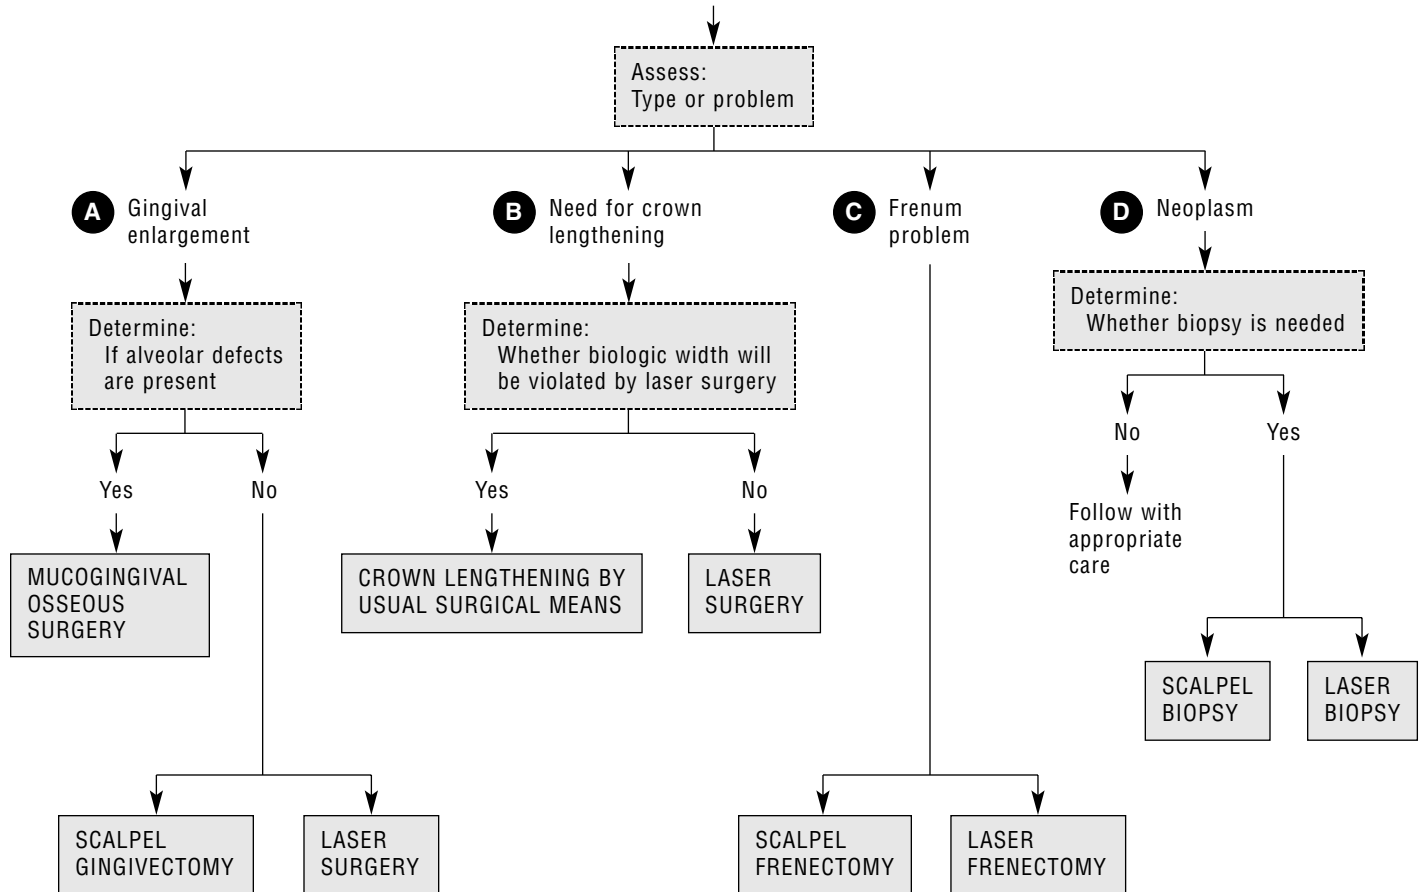 Assess:
Type or problem
A
Gingival
enlargement
B
Need for crown
lengthening
C
Frenum
problem
D
Neoplasm
Determine:
If alveolar defects
are present
Determine:
Whether biologic width will
be violated by laser surgery
Determine:
Whether biopsy is needed
Yes
No
Yes
No
No
Yes
MUCOGINGIVAL
OSSEOUS
SURGERY
CROWN LENGTHENING BY
USUAL SURGICAL MEANS
LASER
SURGERY
Follow with
appropriate
care
SCALPEL
BIOPSY
LASER
BIOPSY
SCALPEL
GINGIVECTOMY
LASER
SURGERY
SCALPEL
FRENECTOMY
LASER
FRENECTOMY